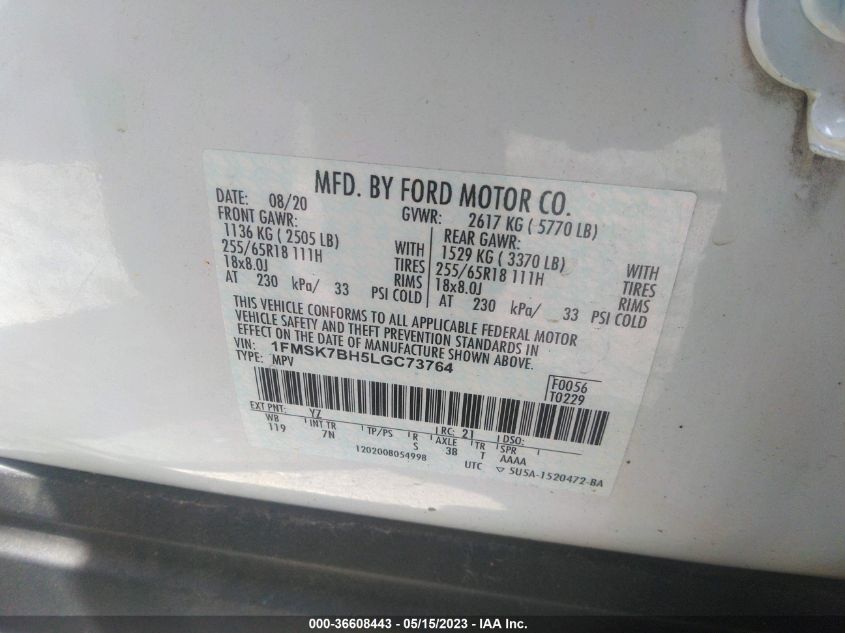 MFD. BY FORD MOTOR CO.
DATE: 08/20 GVWR: 2617 KG ( 5770 LB)
FRONT GAWR: REAR GAWR:
1136 KG ( 2505 LB) WITH 1529 KG ( 3370 LB) WITH
255/65R18 111H TIRES 255/65R18 111H TIRES
18x8.0J RIMS 18x8.0J RIMS
AT 230 kPa/ 33 PSI COLD AT 230 kPa/ 33 PSI COLD
THIS VEHICLE CONFORMS TO ALL APPLICABLE FEDERAL MOTOR
VEHICLE SAFETY AND THEFT PREVENTION STANDARDS IN
EFFECT ON THE DATE OF MANUFACTURE SHOWN ABOVE.
VIN: 1FMSK7BH5LGC73764
TYPE: MPV
F0056
T0229
EXT PNT: YZ RC: 21 DSO:
WB INT TR TP/PS R AXLE TR SPR
119 7N S 3B T AAAA
1202008054998 UTC ▽ 5U5A-1520472-BA
000-36608443 - 05/15/2023 - IAA Inc.